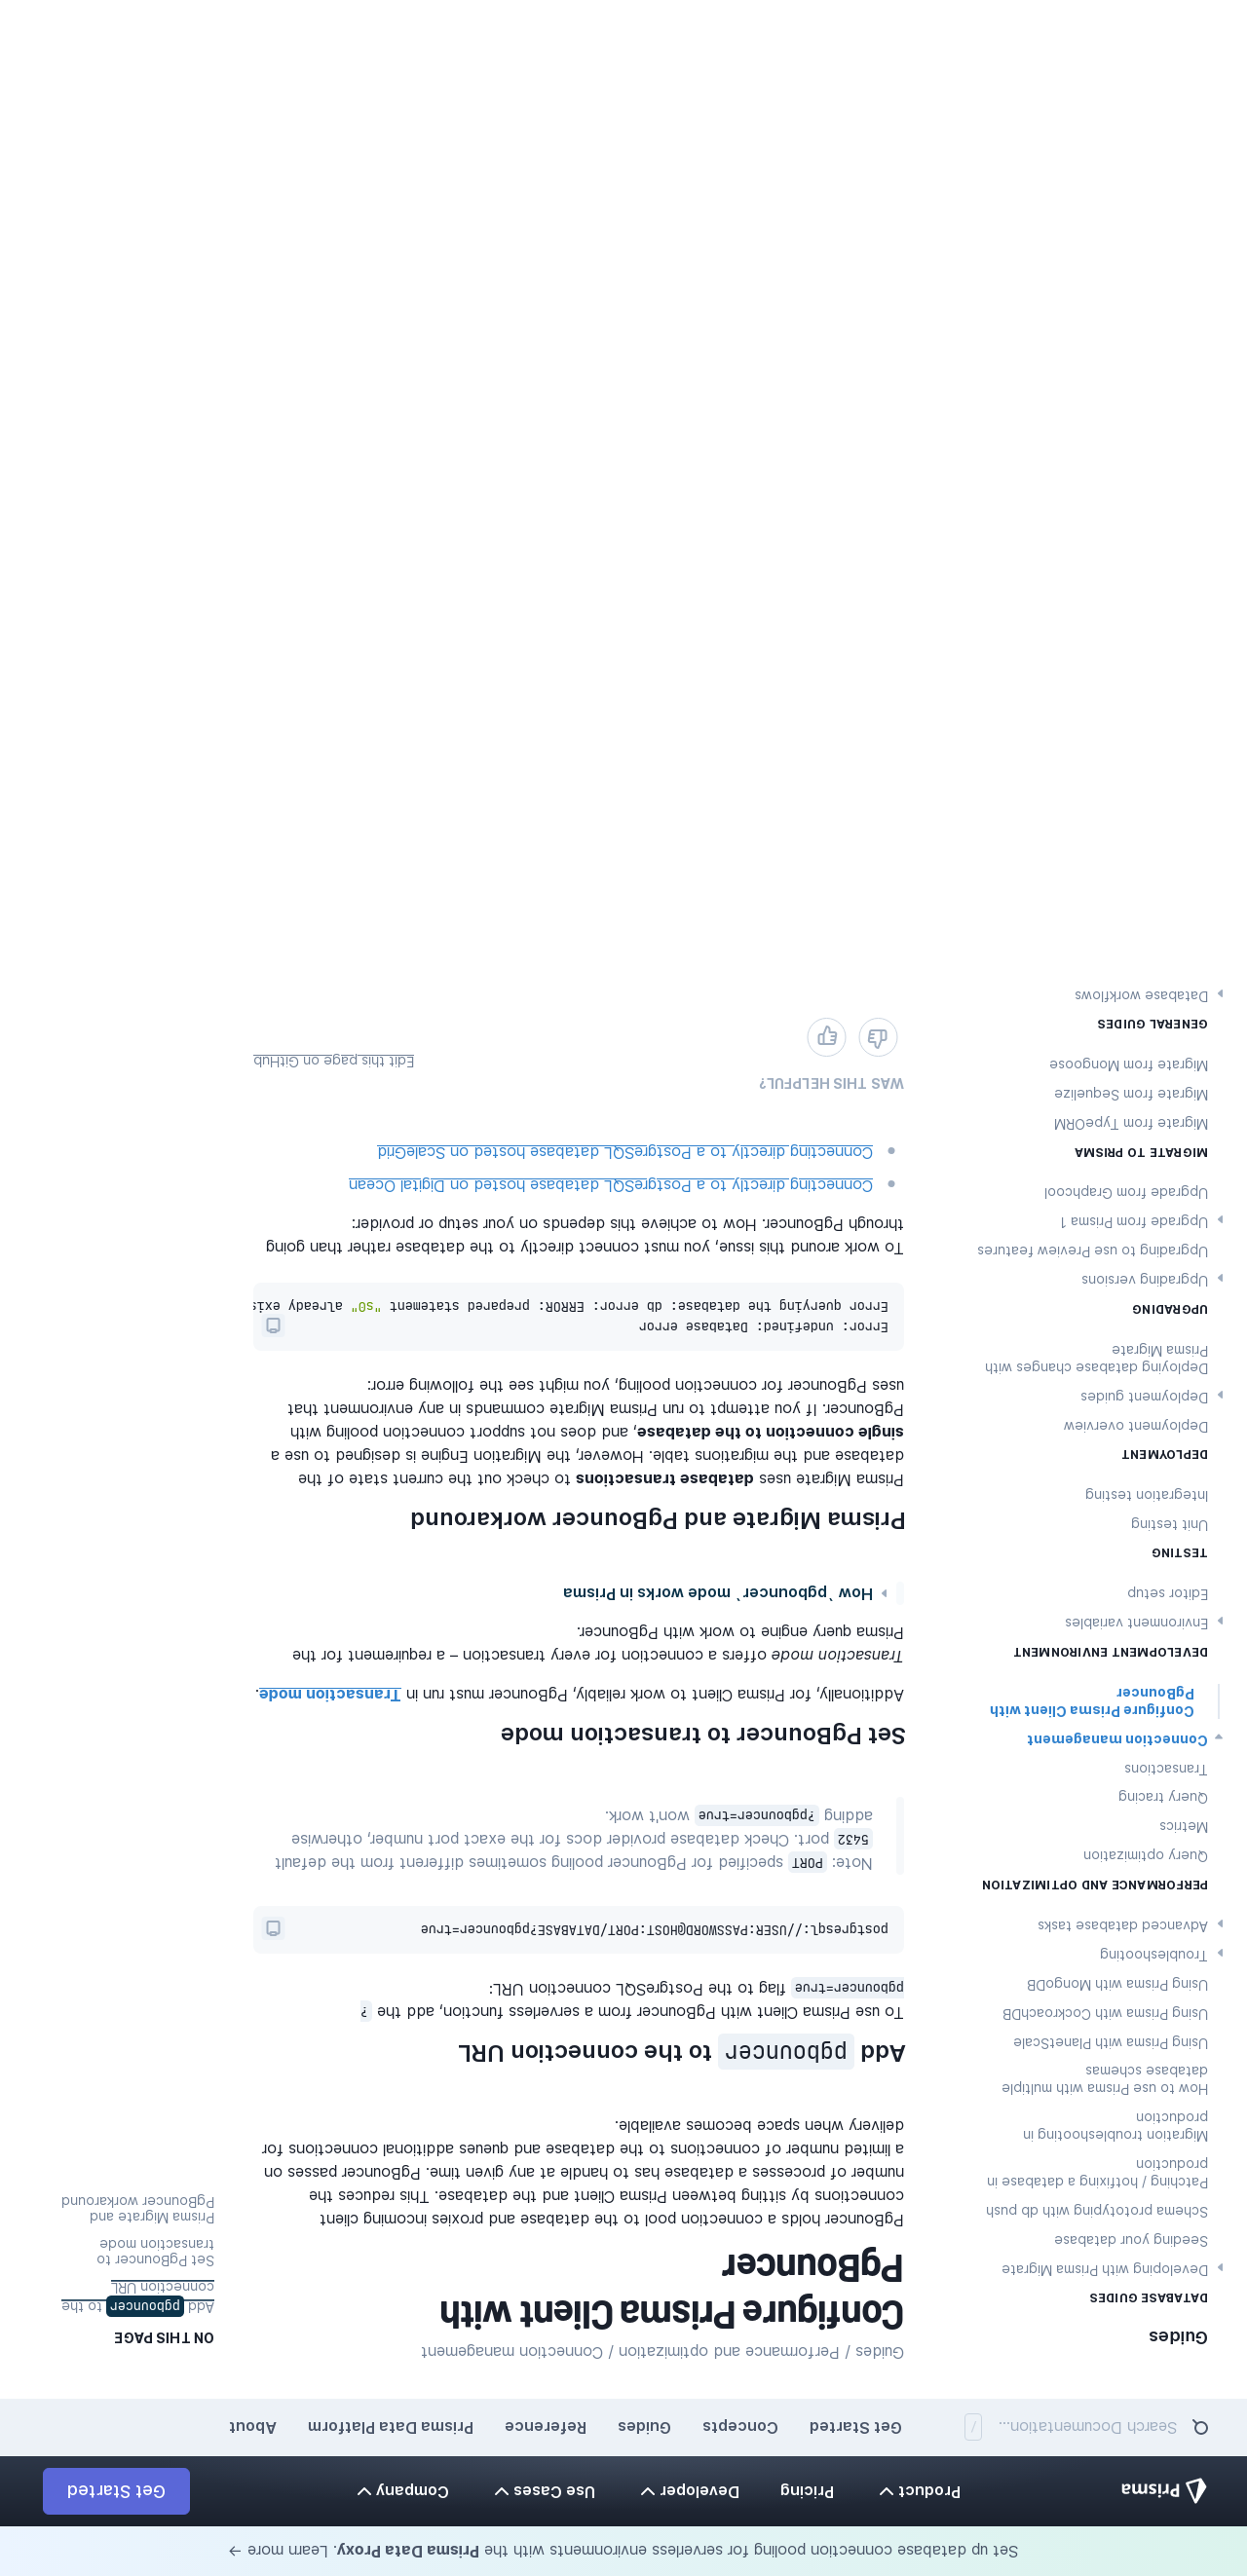 Set up database connection pooling for serverless environments with the Prisma Data Proxy. Learn more →
Prisma
Product
Pricing
Developer
Use Cases
Company
Get Started
Search Documentation... /
Get Started
Concepts
Guides
Reference
Prisma Data Platform
About
Guides
DATABASE GUIDES
Developing with Prisma Migrate
Seeding your database
Schema prototyping with db push
Patching / hotfixing a database in
production
Migration troubleshooting in
production
How to use Prisma with multiple
database schemas
Using Prisma with PlanetScale
Using Prisma with CockroachDB
Using Prisma with MongoDB
Troubleshooting
Advanced database tasks
PERFORMANCE AND OPTIMIZATION
Query optimization
Metrics
Query tracing
Transactions
Connection management
Configure Prisma Client with
PgBouncer
DEVELOPMENT ENVIRONMENT
Environment variables
Editor setup
TESTING
Unit testing
Integration testing
DEPLOYMENT
Deployment overview
Deployment guides
Deploying database changes with
Prisma Migrate
UPGRADING
Upgrading versions
Upgrading to use Preview features
Upgrade from Prisma 1
Upgrade from Graphcool
MIGRATE TO PRISMA
Migrate from TypeORM
Migrate from Sequelize
Migrate from Mongoose
GENERAL GUIDES
Database workflows
Guides / Performance and optimization / Connection management
Configure Prisma Client with
PgBouncer
PgBouncer holds a connection pool to the database and proxies incoming client
connections by sitting between Prisma Client and the database. This reduces the
number of processes a database has to handle at any given time. PgBouncer passes on
a limited number of connections to the database and queues additional connections for
delivery when space becomes available.
Add pgbouncer to the connection URL
To use Prisma Client with PgBouncer from a serverless function, add the ?
pgbouncer=true flag to the PostgreSQL connection URL:
postgresql://USER:PASSWORD@HOST:PORT/DATABASE?pgbouncer=true
Note: PORT specified for PgBouncer pooling sometimes different from the default
5432 port. Check database provider docs for the exact port number, otherwise
adding ?pgbouncer=true won't work.
Set PgBouncer to transaction mode
Additionally, for Prisma Client to work reliably, PgBouncer must run in Transaction mode.
Transaction mode offers a connection for every transaction – a requirement for the
Prisma query engine to work with PgBouncer.
How `pgbouncer` mode works in Prisma
Prisma Migrate and PgBouncer workaround
Prisma Migrate uses database transactions to check out the current state of the
database and the migrations table. However, the Migration Engine is designed to use a
single connection to the database, and does not support connection pooling with
PgBouncer. If you attempt to run Prisma Migrate commands in any environment that
uses PgBouncer for connection pooling, you might see the following error:
Error: undefined: Database error
Error querying the database: db error: ERROR: prepared statement "s0" already exis
To work around this issue, you must connect directly to the database rather than going
through PgBouncer. How to achieve this depends on your setup or provider:
Connecting directly to a PostgreSQL database hosted on Digital Ocean
Connecting directly to a PostgreSQL database hosted on ScaleGrid
WAS THIS HELPFUL?
Edit this page on GitHub
ON THIS PAGE
Add pgbouncer to the
connection URL
Set PgBouncer to
transaction mode
Prisma Migrate and
PgBouncer workaround